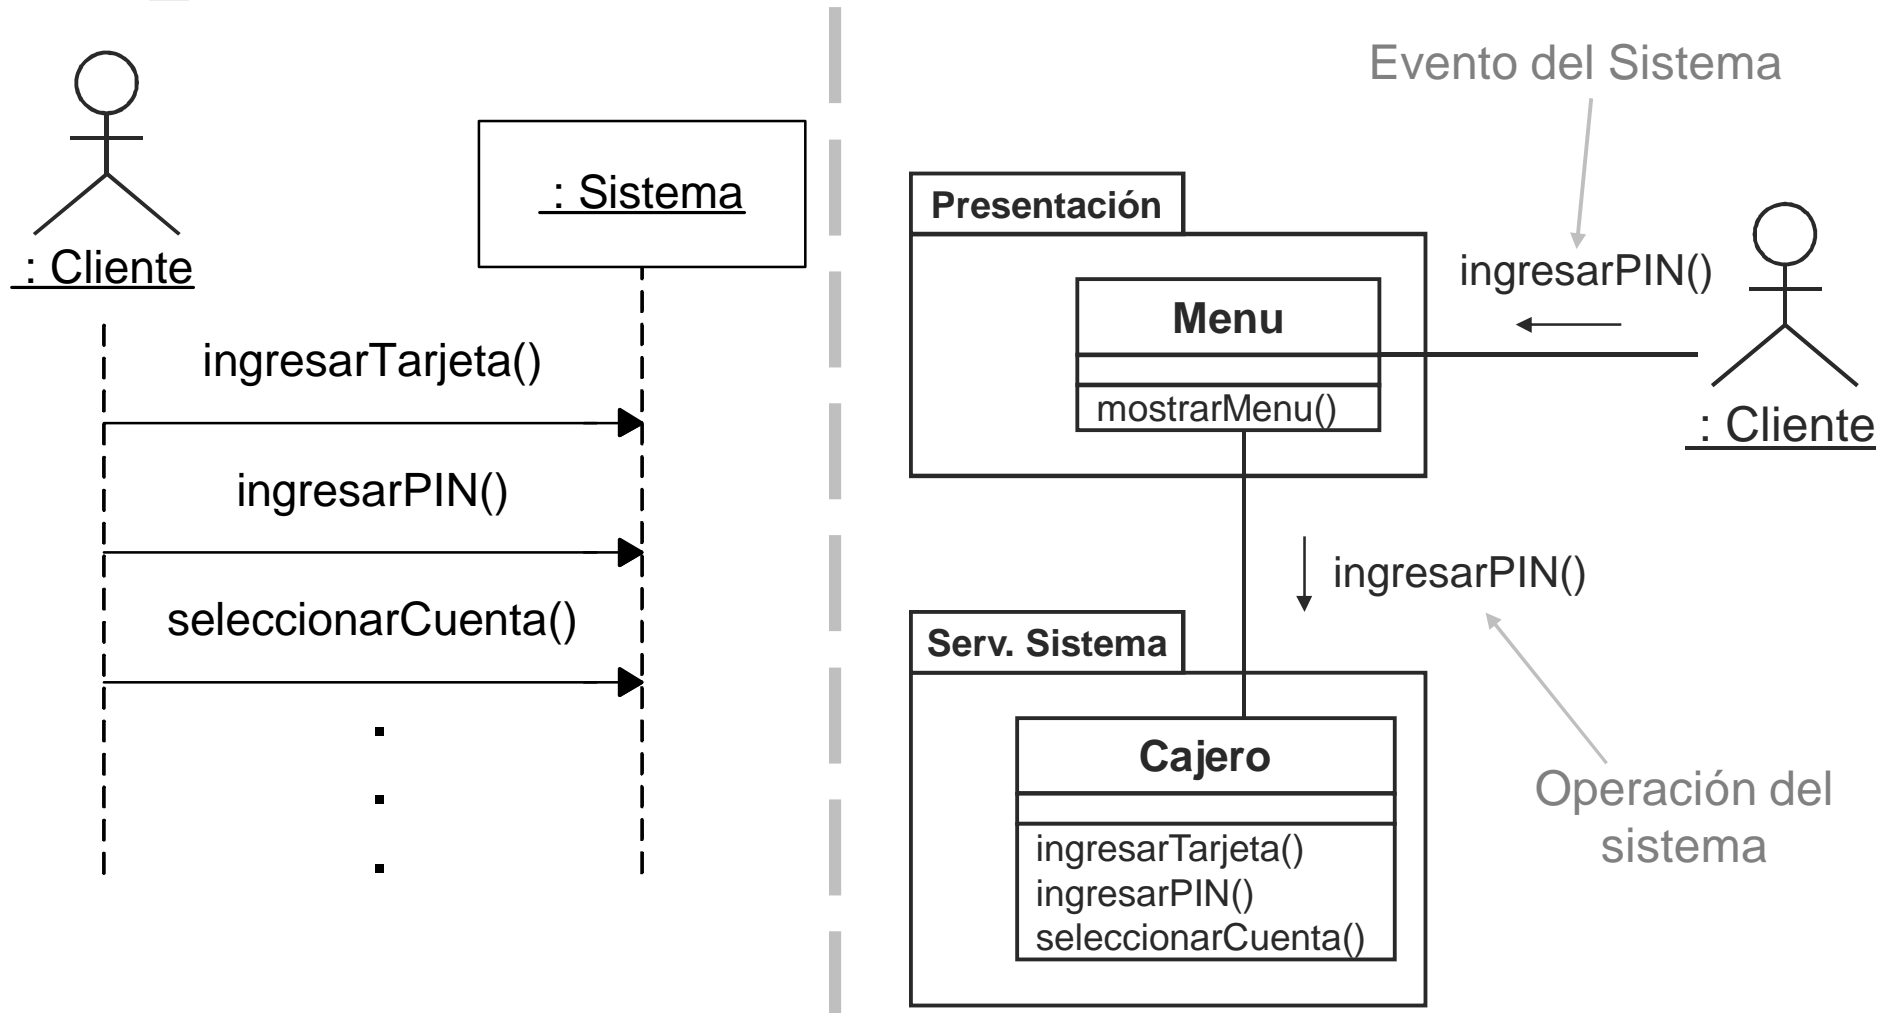 : Cliente
: Sistema
ingresarTarjeta()
ingresarPIN()
seleccionarCuenta()
.
.
.
Evento del Sistema
Presentación
ingresarPIN()
Menu
mostrarMenu()
: Cliente
ingresarPIN()
Serv. Sistema
Cajero
ingresarTarjeta()
ingresarPIN()
seleccionarCuenta()
Operación del
sistema